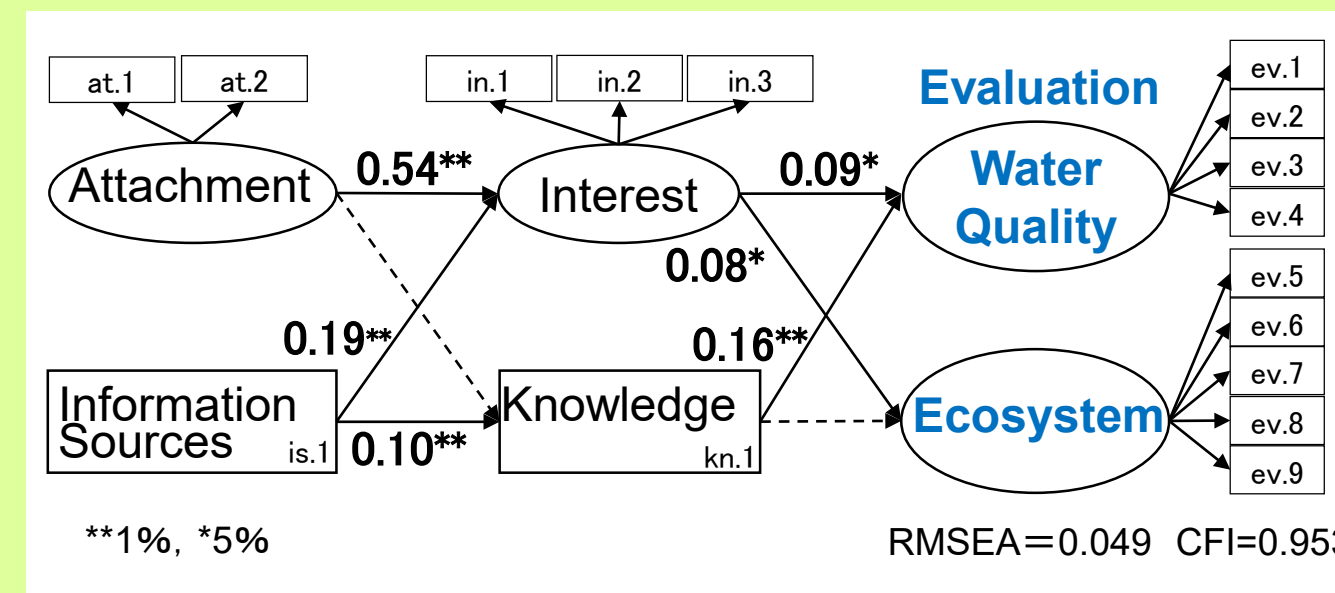 at.1
at.2
in.1
in.2
in.3
Evaluation
ev.1
ev.2
ev.3
ev.4
Attachment
0.54**
Interest
0.09*
Water
Quality
0.08*
0.19**
0.16**
ev.5
ev.6
ev.7
ev.8
ev.9
Information
Sources
is.1
0.10**
Knowledge
kn.1
Ecosystem
**1%, *5%
RMSEA＝0.049 CFI=0.953